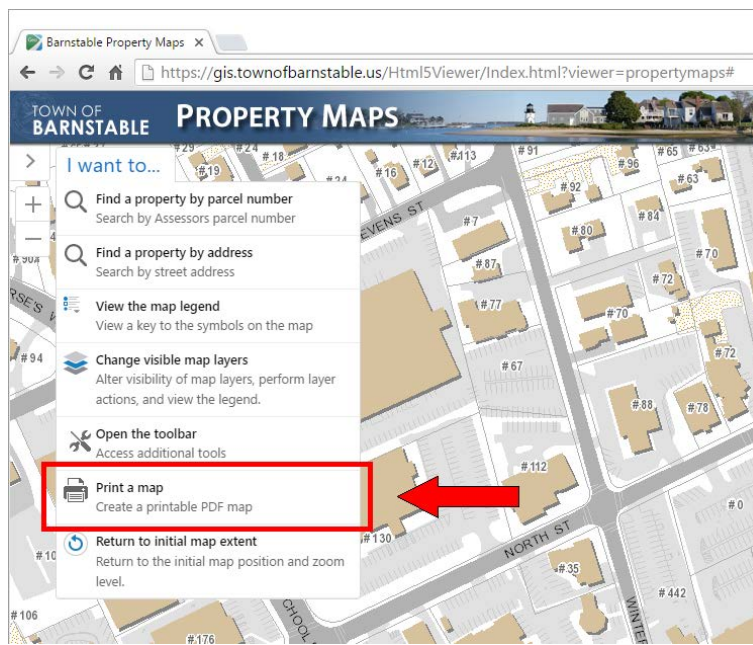 Barnstable Property Maps
https://gis.townofbarnstable.us/Html5Viewer/Index.html?viewer=propertymaps#
TOWN OF
BARNSTABLE
PROPERTY MAPS
I want to...
Find a property by parcel number
Search by Assessors parcel number
Find a property by address
Search by street address
View the map legend
View a key to the symbols on the map
Change visible map layers
Alter visibility of map layers, perform layer
actions, and view the legend.
Open the toolbar
Access additional tools
Print a map
Create a printable PDF map
Return to initial map extent
Return to the initial map position and zoom
level.
#29
#24
#18
#19
#16
#12
#113
#91
#96
#65
#63
#92
#84
#80
#7
#70
#87
#72
#77
#70
#94
#67
#72
#88
#78
#112
#0
#130
NORTH ST
#35
#442
#106
#176